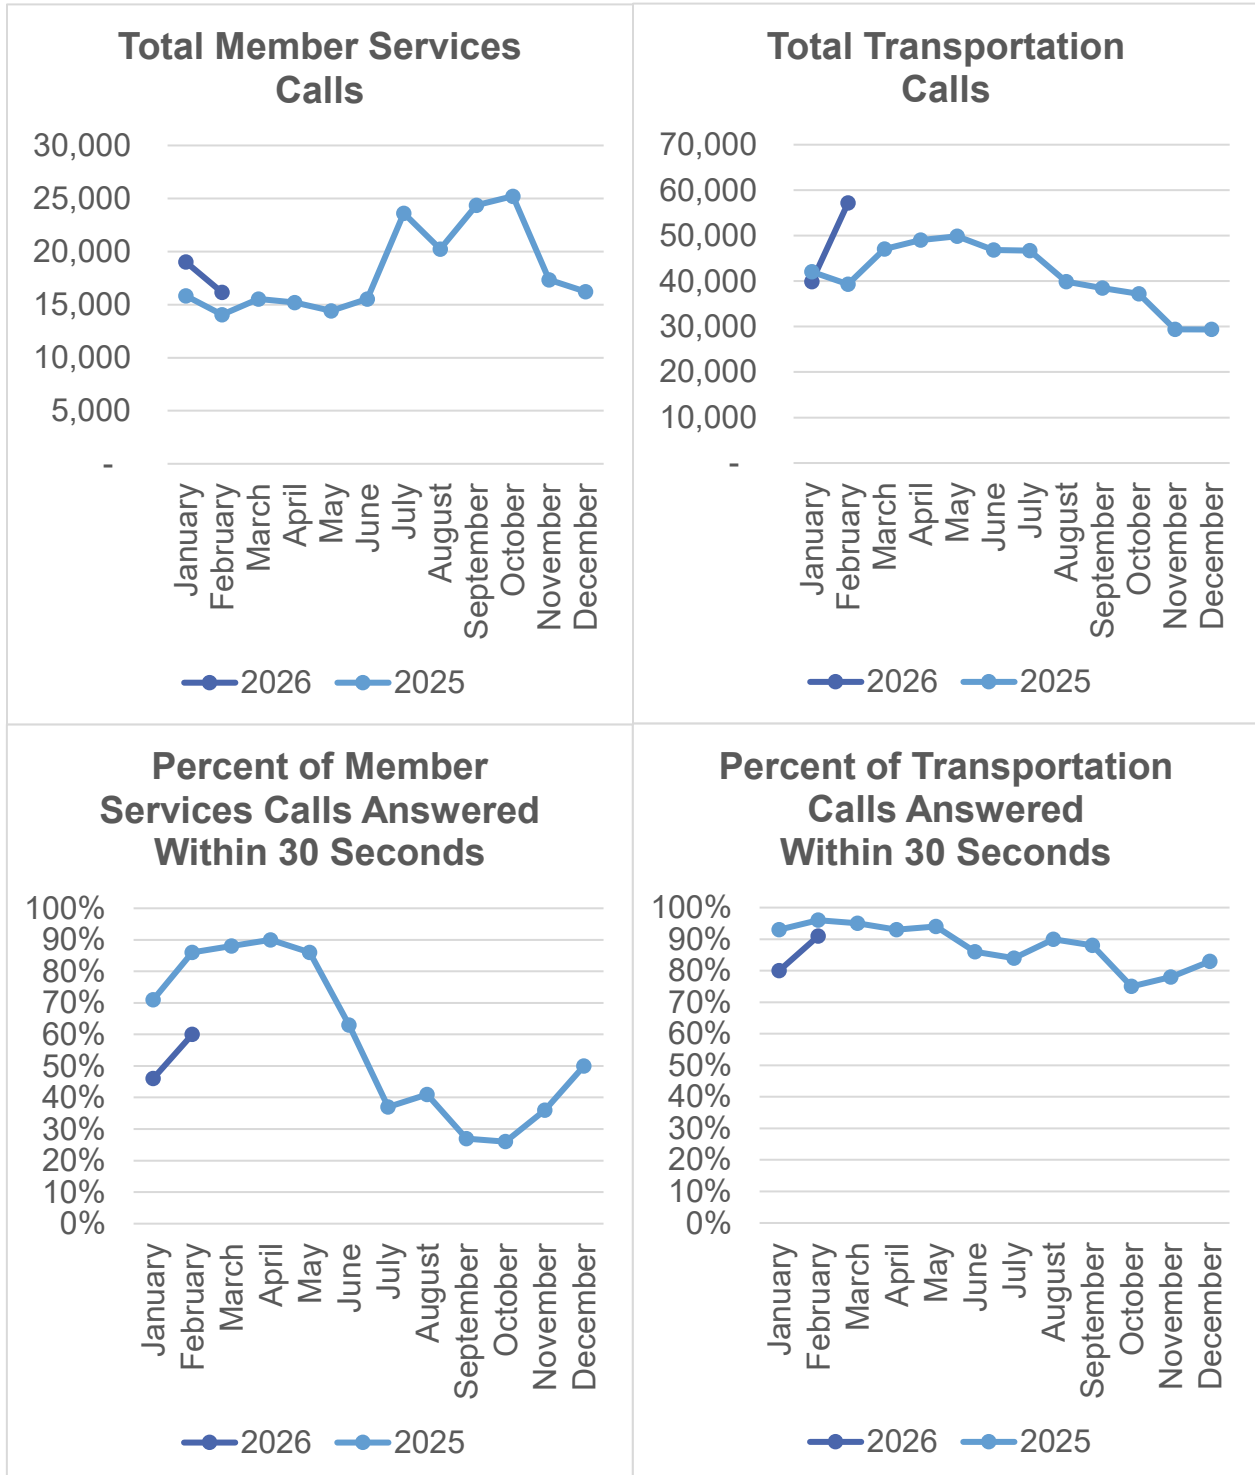 Total Member Services
Calls
30,000
25,000
20,000
15,000
10,000
5,000
-
January
February
March
April
May
June
July
August
September
October
November
December
2026
2025
Total Transportation
Calls
70,000
60,000
50,000
40,000
30,000
20,000
10,000
-
January
February
March
April
May
June
July
August
September
October
November
December
2026
2025
Percent of Member
Services Calls Answered
Within 30 Seconds
100%
90%
80%
70%
60%
50%
40%
30%
20%
10%
0%
January
February
March
April
May
June
July
August
September
October
November
December
2026
2025
Percent of Transportation
Calls Answered
Within 30 Seconds
100%
90%
80%
70%
60%
50%
40%
30%
20%
10%
0%
January
February
March
April
May
June
July
August
September
October
November
December
2026
2025